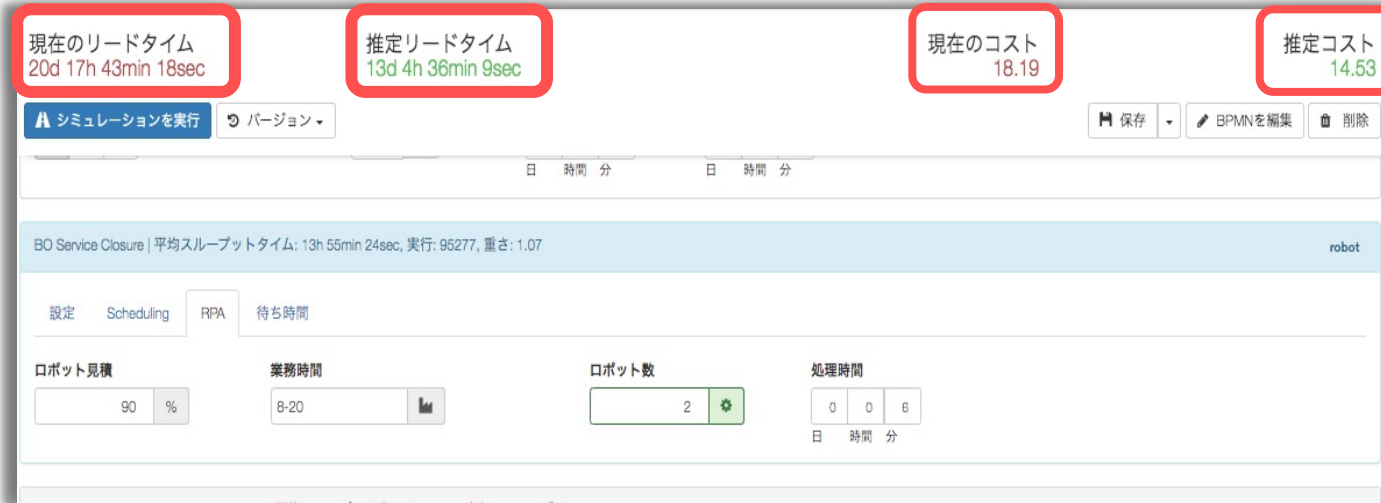 現在のリードタイム
20d 17h 43min 18sec
推定リードタイム
13d 4h 36min 9sec
現在のコスト
18.19
推定コスト
14.53
シミュレーションを実行 バージョン
保存 BPMNを編集 削除
日 時間 分 日 時間 分
BO Service Closure | 平均スループットタイム: 13h 55min 24sec, 実行: 95277, 重さ: 1.07 robot
設定 Scheduling RPA 待ち時間
ロボット見積 業務時間 ロボット数 処理時間
90 % 8-20 2 0 0 6
日 時間 分